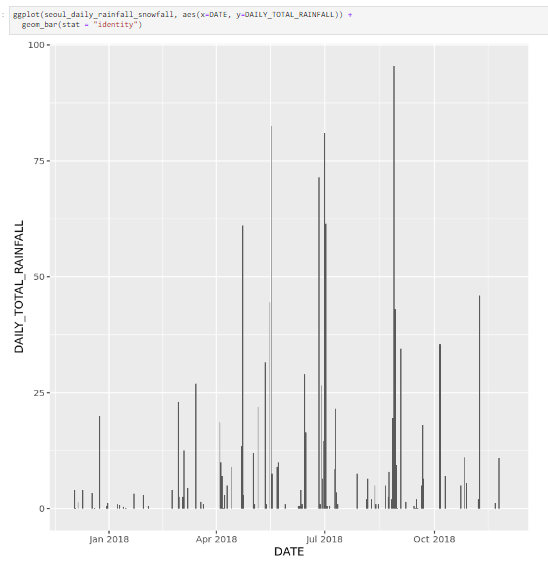 ggplot(seoul_daily_rainfall_snowfall, aes(x=DATE, y=DAILY_TOTAL_RAINFALL)) +
geom_bar(stat = "identity")
100
75
50
25
0
DAILY_TOTAL_RAINFALL
Jan 2018 Apr 2018 Jul 2018 Oct 2018
DATE